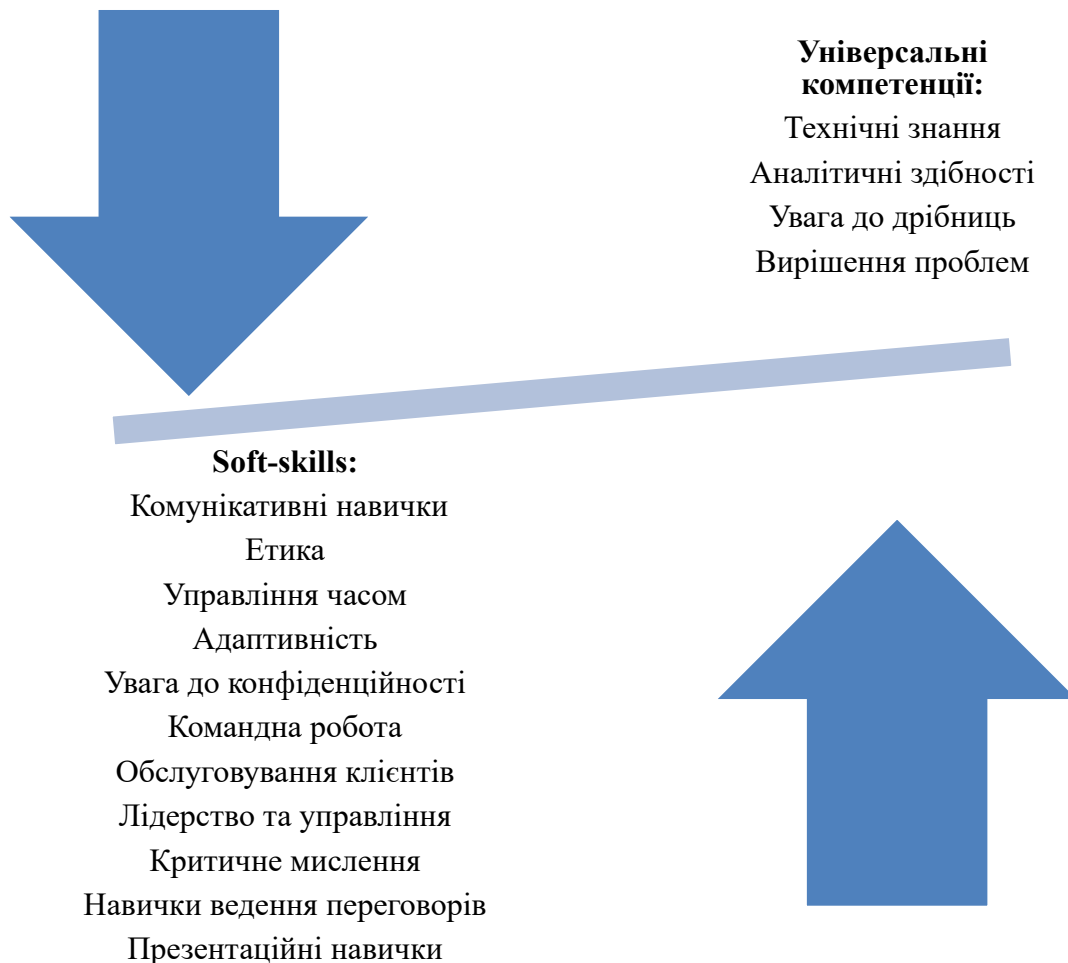 Універсальні
компетенції:
Технічні знання
Аналітичні здібності
Увага до дрібниць
Вирішення проблем
Soft-skills:
Комунікативні навички
Етика
Управління часом
Адаптивність
Увага до конфіденційності
Командна робота
Обслуговування клієнтів
Лідерство та управління
Критичне мислення
Навички ведення переговорів
Презентаційні навички